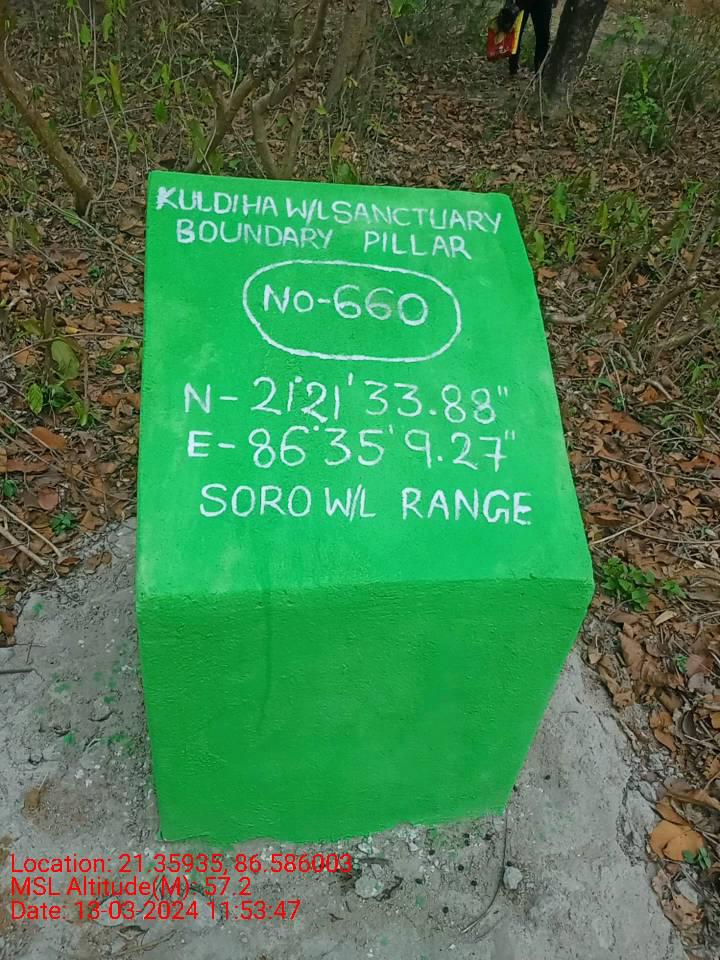 KULDIHA W/L SANCTUARY
BOUNDARY PILLAR
NO-660
N- 21°21'33.88"
E- 86°35'9.27"
SORO W/L RANGE
Location: 21.35935, 86.586003
MSL Altitude(M) 57.2
Date: 13-03-2024 11:53:47